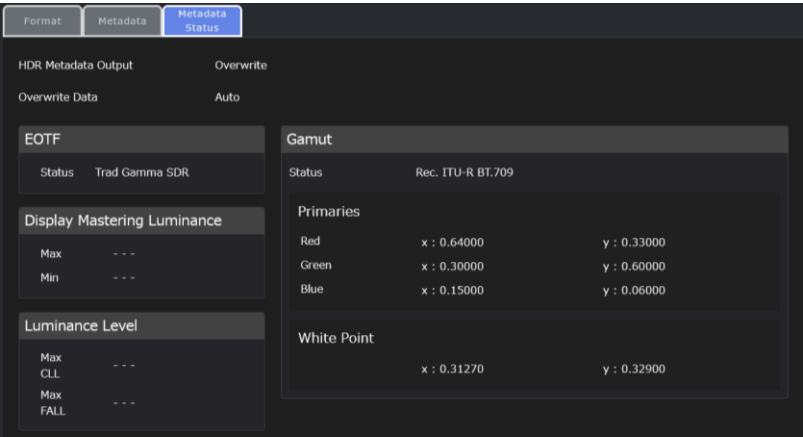 Format
Metadata
Metadata
Status
HDR Metadata Output Overwrite
Overwrite Data Auto
EOTF
Status Trad Gamma SDR
Display Mastering Luminance
Max - - -
Min - - -
Luminance Level
Max
CLL - - -
Max
FALL - - -
Gamut
Status Rec. ITU-R BT.709
Primaries
Red x : 0.64000 y : 0.33000
Green x : 0.30000 y : 0.60000
Blue x : 0.15000 y : 0.06000
White Point
x : 0.31270 y : 0.32900